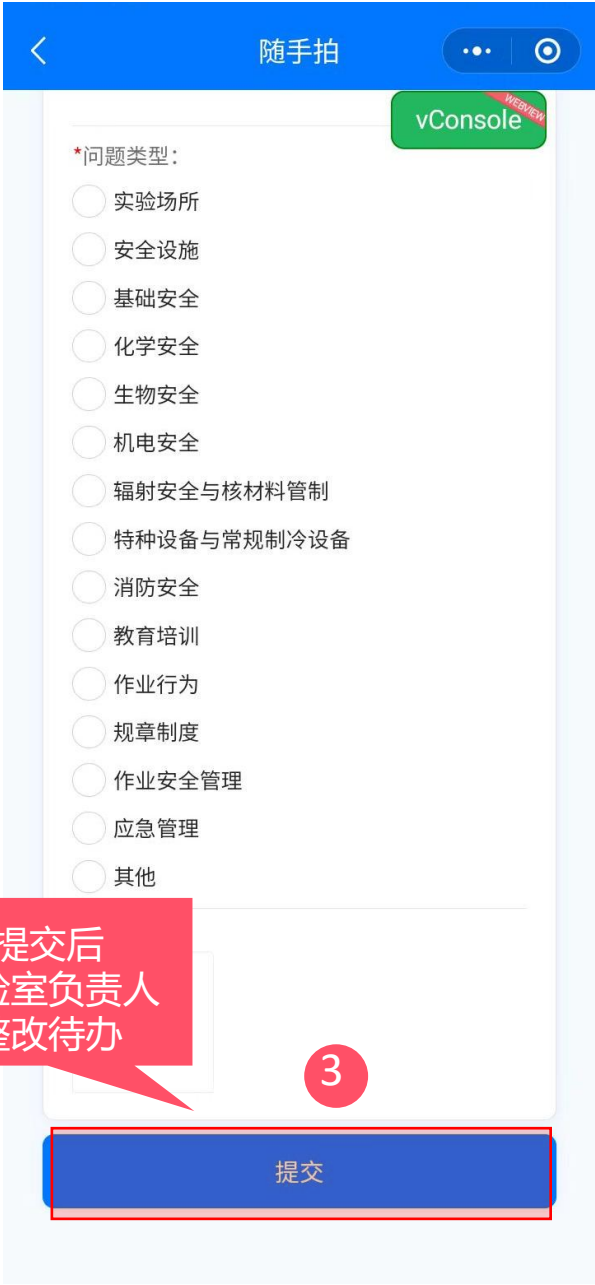 随手拍
WEBVIEW
vConsole
*问题类型：
实验场所
安全设施
基础安全
化学安全
生物安全
机电安全
辐射安全与核材料管制
特种设备与常规制冷设备
消防安全
教育培训
作业行为
规章制度
作业安全管理
应急管理
其他
提交后
验室负责人
整改待办
3
提交